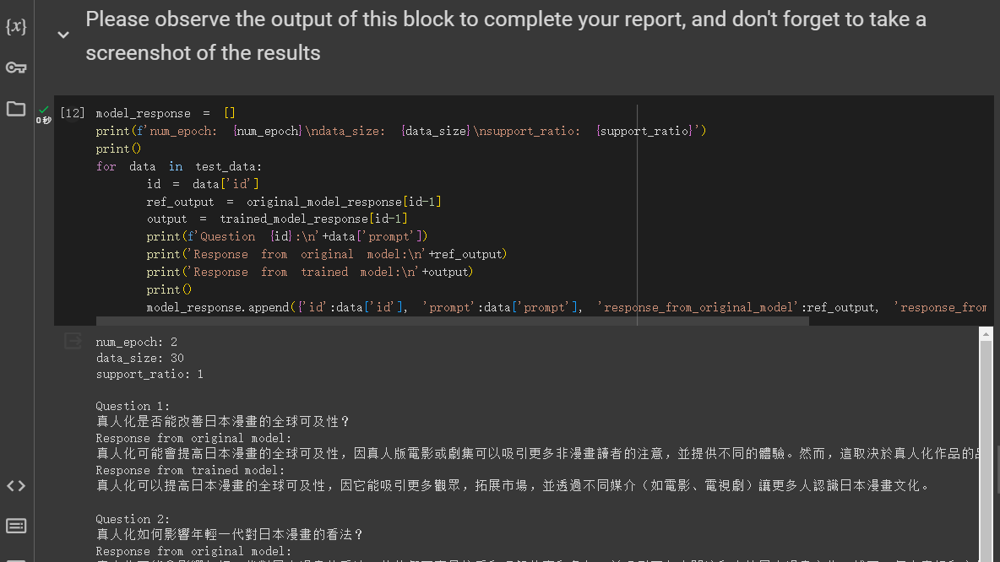 Please observe the output of this block to complete your report, and don't forget to take a
screenshot of the results
{x}
0秒
[12]
model_response = []
print(f'num_epoch: {num_epoch}\ndata_size: {data_size}\nsupport_ratio: {support_ratio}')
print()
for data in test_data:
id = data['id']
ref_output = original_model_response[id-1]
output = trained_model_response[id-1]
print(f'Question {id}:\n'+data['prompt'])
print('Response from original model:\n'+ref_output)
print('Response from trained model:\n'+output)
print()
model_response.append({'id':data['id'], 'prompt':data['prompt'], 'response_from_original_model':ref_output, 'response_from
num_epoch: 2
data_size: 30
support_ratio: 1
Question 1:
真人化是否能改善日本漫畫的全球可及性？
Response from original model:
真人化可能會提高日本漫畫的全球可及性，因真人版電影或劇集可以吸引更多非漫畫讀者的注意，並提供不同的體驗。然而，這取決於真人化作品的
Response from trained model:
真人化可以提高日本漫畫的全球可及性，因它能吸引更多觀眾，拓展市場，並透過不同媒介（如電影、電視劇）讓更多人認識日本漫畫文化。
Question 2:
真人化如何影響年輕一代對日本漫畫的看法？
Response from original model: